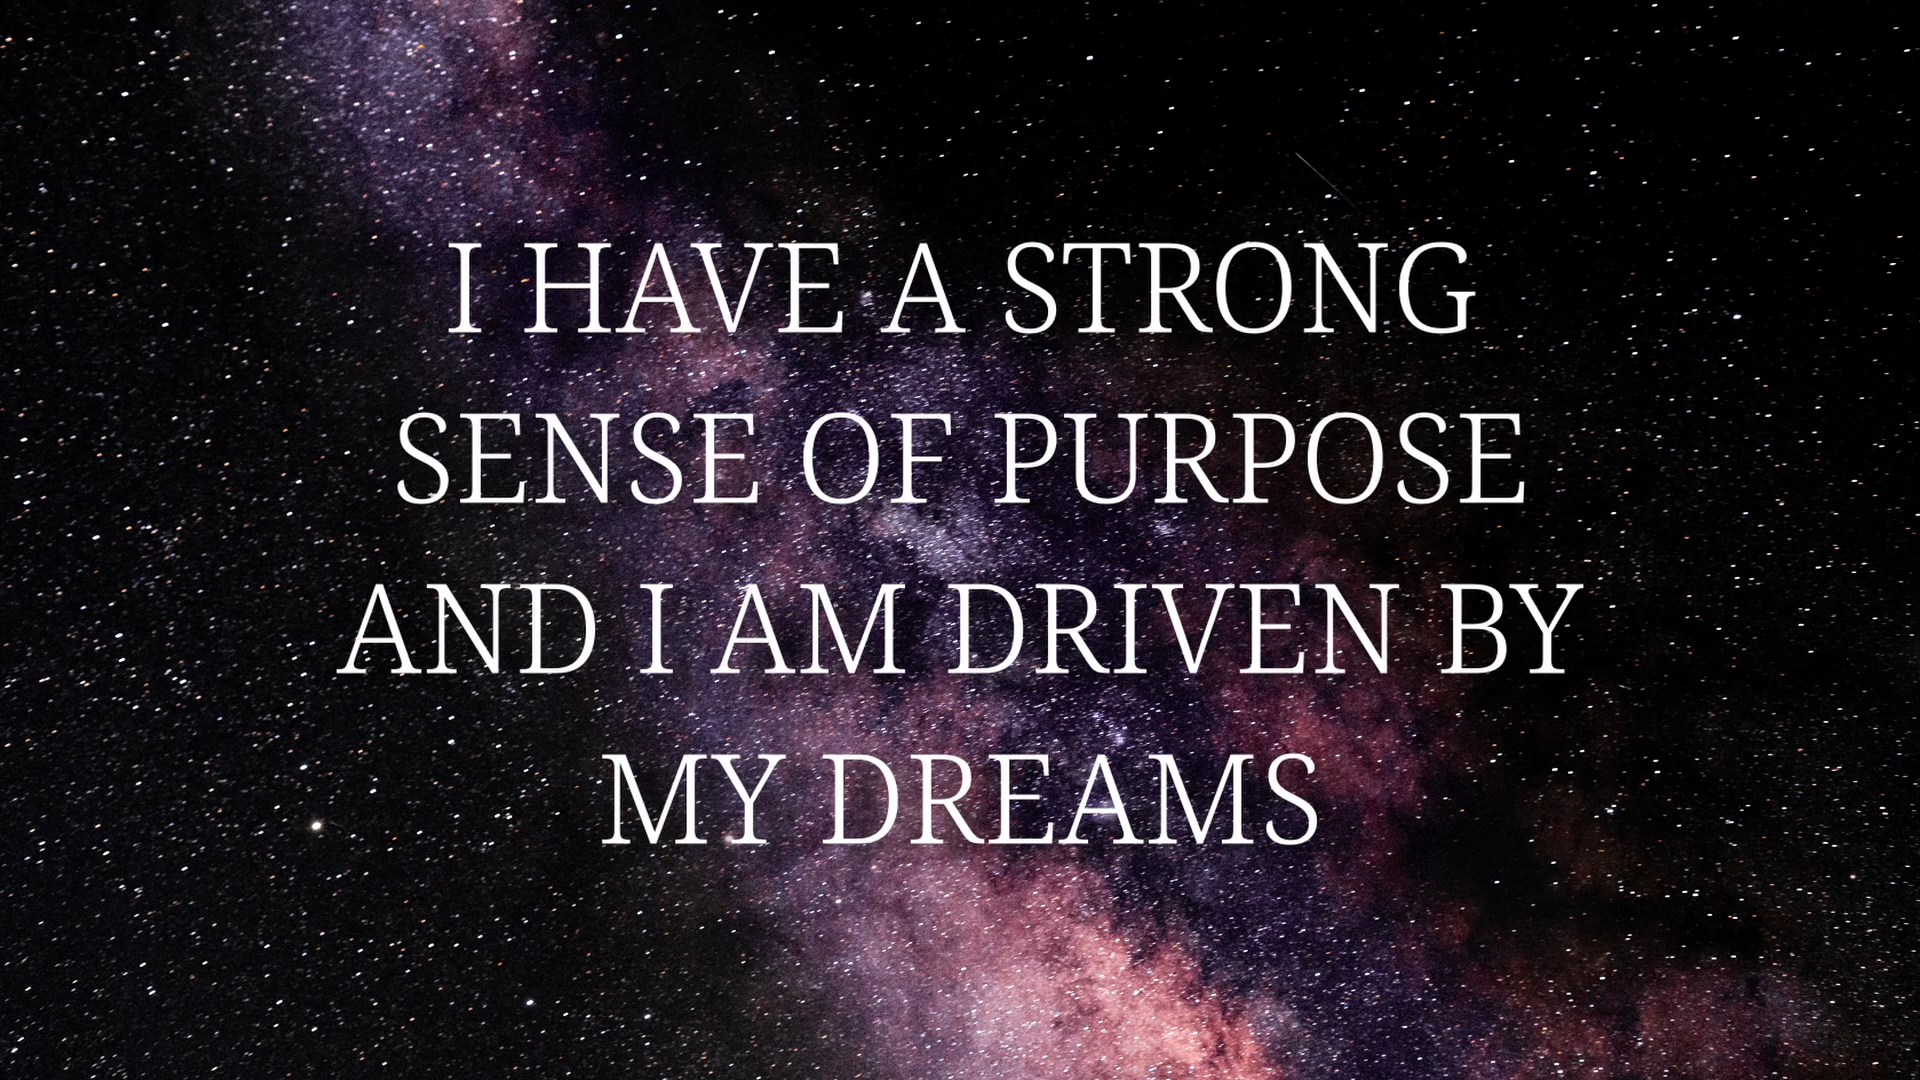 I HAVE A STRONG
SENSE OF PURPOSE
AND I AM DRIVEN BY
MY DREAMS